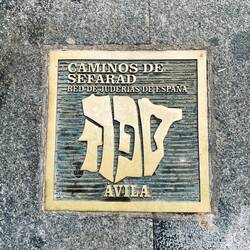 CAMINOS DE
SEFARAD
RED DE JUDERÍAS DE ESPAÑA
ספרד
ÁVILA